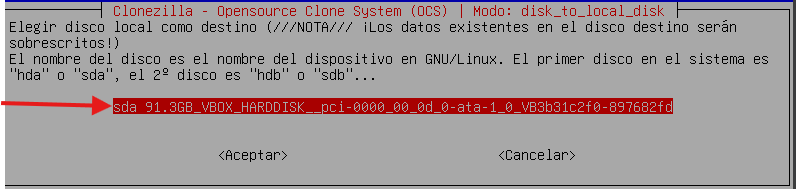 Clonezilla - Opensource Clone System (OCS) | Modo: disk_to_local_disk
Elegir disco local como destino (///NOTA/// ¡Los datos existentes en el disco destino serán
sobrescritos!)
El nombre del disco es el nombre del dispositivo en GNU/Linux. El primer disco en el sistema es
"hda" o "sda", el 2º disco es "hdb" o "sdb"...
sda 91.3GB_VBOX_HARDDISK__pci-0000_00_0d_0-ata-1_0_VB3b31c2f0-897682fd
<Aceptar> <Cancelar>